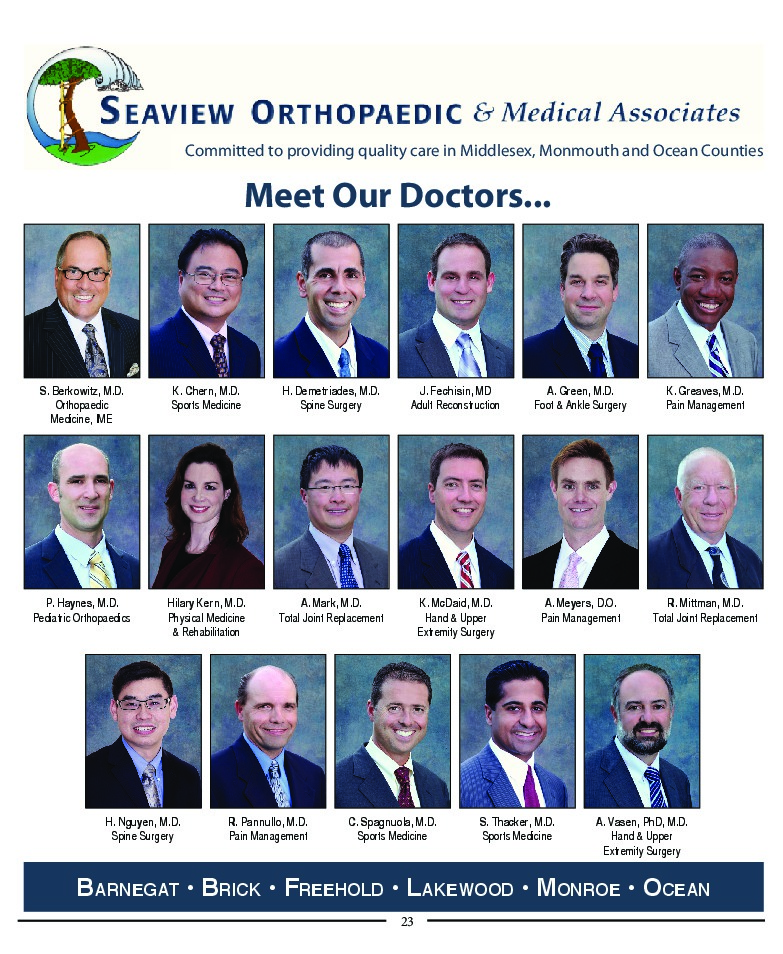 SEAVIEW ORTHOPAEDIC & Medical Associates
Committed to providing quality care in Middlesex, Monmouth and Ocean Counties
Meet Our Doctors...
S. Berkowitz, M.D.
Orthopaedic
Medicine, IME
K. Chern, M.D.
Sports Medicine
H. Demetriades, M.D.
Spine Surgery
J. Fechisin, MD
Adult Reconstruction
A. Green, M.D.
Foot & Ankle Surgery
K. Greaves, M.D.
Pain Management
P. Haynes, M.D.
Pediatric Orthopaedics
Hilary Kern, M.D.
Physical Medicine
& Rehabilitation
A. Mark, M.D.
Total Joint Replacement
K. McDaid, M.D.
Hand & Upper
Extremity Surgery
A. Meyers, D.O.
Pain Management
R. Mittman, M.D.
Total Joint Replacement
H. Nguyen, M.D.
Spine Surgery
R. Pannullo, M.D.
Pain Management
C. Spagnuola, M.D.
Sports Medicine
S. Thacker, M.D.
Sports Medicine
A. Vasen, PhD, M.D.
Hand & Upper
Extremity Surgery
BARNEGAT • BRICK • FREEHOLD • LAKEWOOD • MONROE • OCEAN
23